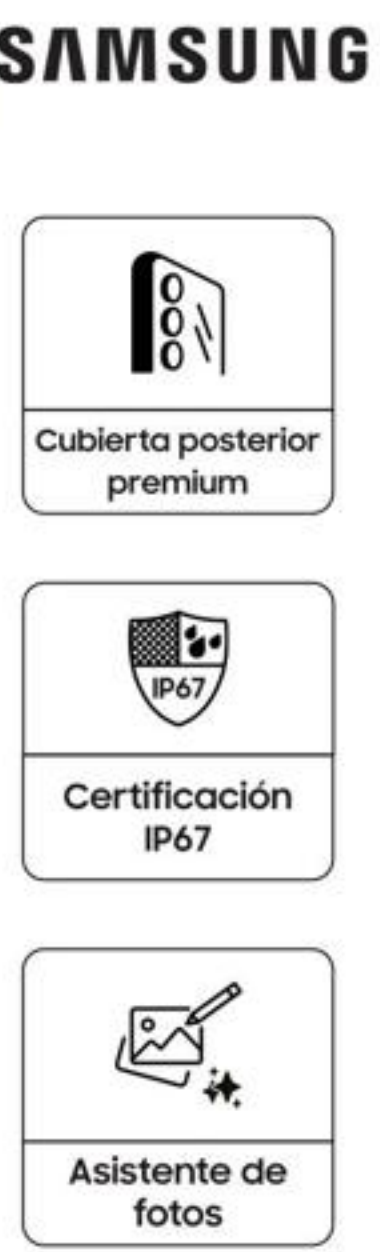 SAMSUNG
Cubierta posterior
premium
IP67
Certificación
IP67
Asistente de
fotos